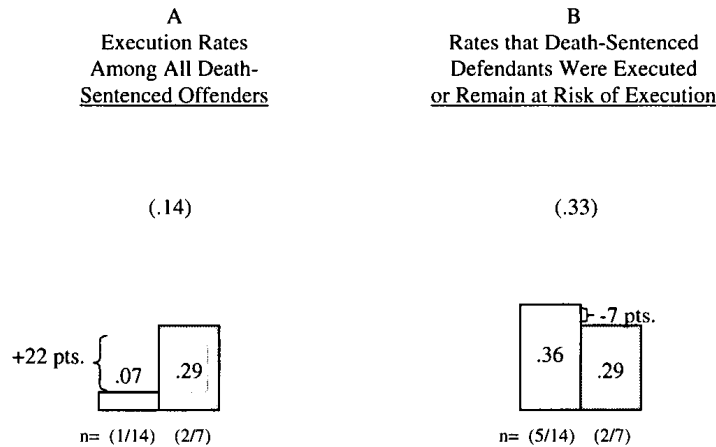 A
Execution Rates
Among All Death-
Sentenced Offenders
(.14)
+22 pts.
.07
.29
n= (1/14) (2/7)
B
Rates that Death-Sentenced
Defendants Were Executed
or Remain at Risk of Execution
(.33)
-7 pts.
.36
.29
n= (5/14) (2/7)